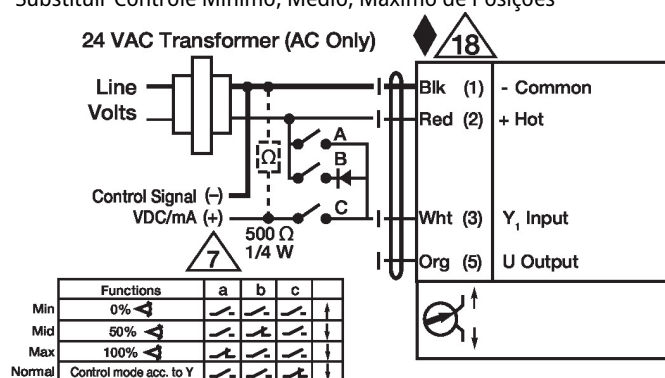 Substituir Controle Mínimo, Médio, Máximo de Posições
24 VAC Transformer (AC Only)
18
Line
Volts
Blk (1) - Common
Red (2) + Hot
A
B
Ω
Control Signal (–)
VDC/mA (+)
C
Wht (3) Y₁ Input
500 Ω
1/4 W
7
Org (5) U Output
Functions a b c
Min 0%
Mid 50%
Max 100%
Normal Control mode acc. to Y